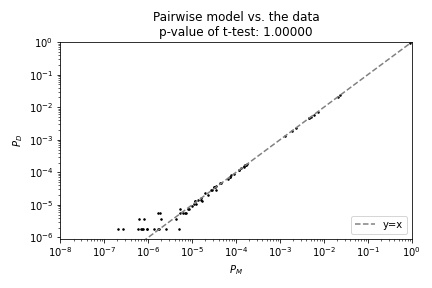 Pairwise model vs. the data
p-value of t-test: 1.00000
10⁰
10⁻¹
10⁻²
10⁻³
10⁻⁴
10⁻⁵
10⁻⁶
P_D
y=x
10⁻⁸ 10⁻⁷ 10⁻⁶ 10⁻⁵ 10⁻⁴ 10⁻³ 10⁻² 10⁻¹ 10⁰
P_M